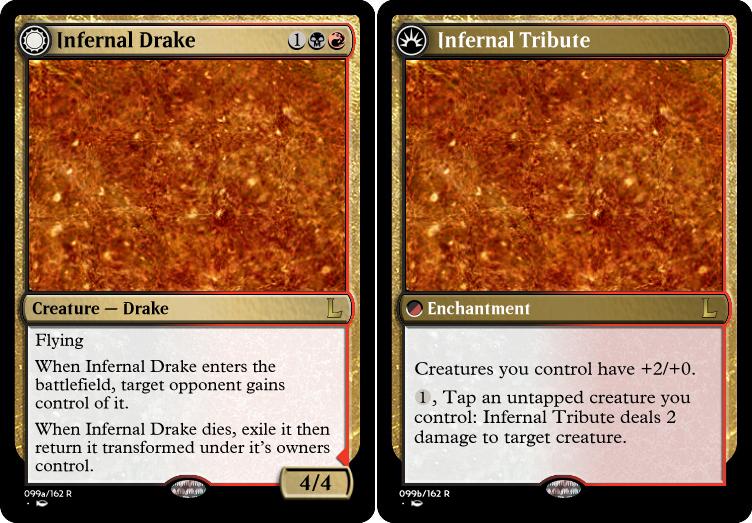 Infernal Drake
1
Creature — Drake
L
Flying
When Infernal Drake enters the
battlefield, target opponent gains
control of it.
When Infernal Drake dies, exile it then
return it transformed under it's owners
control.
4/4
099a/162 R
Infernal Tribute
Enchantment
L
Creatures you control have +2/+0.
1, Tap an untapped creature you
control: Infernal Tribute deals 2
damage to target creature.
099b/162 R